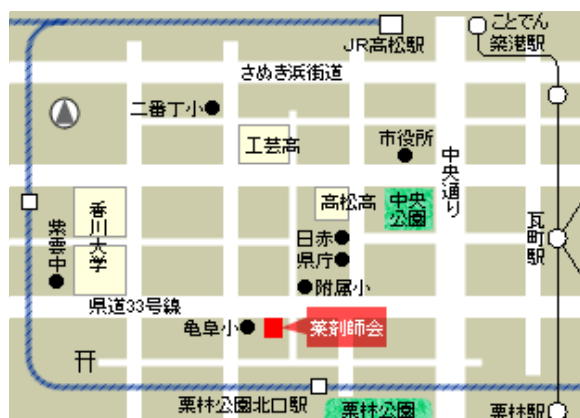 ことでん
築港駅
JR高松駅
さぬき浜街道
二番丁小
工芸高
市役所
中央通り
高松高
中央
公園
香川大学
紫雲中
日赤
県庁
瓦町駅
附属小
県道33号線
亀阜小
薬剤師会
栗林公園北口駅
栗林公園
栗林駅